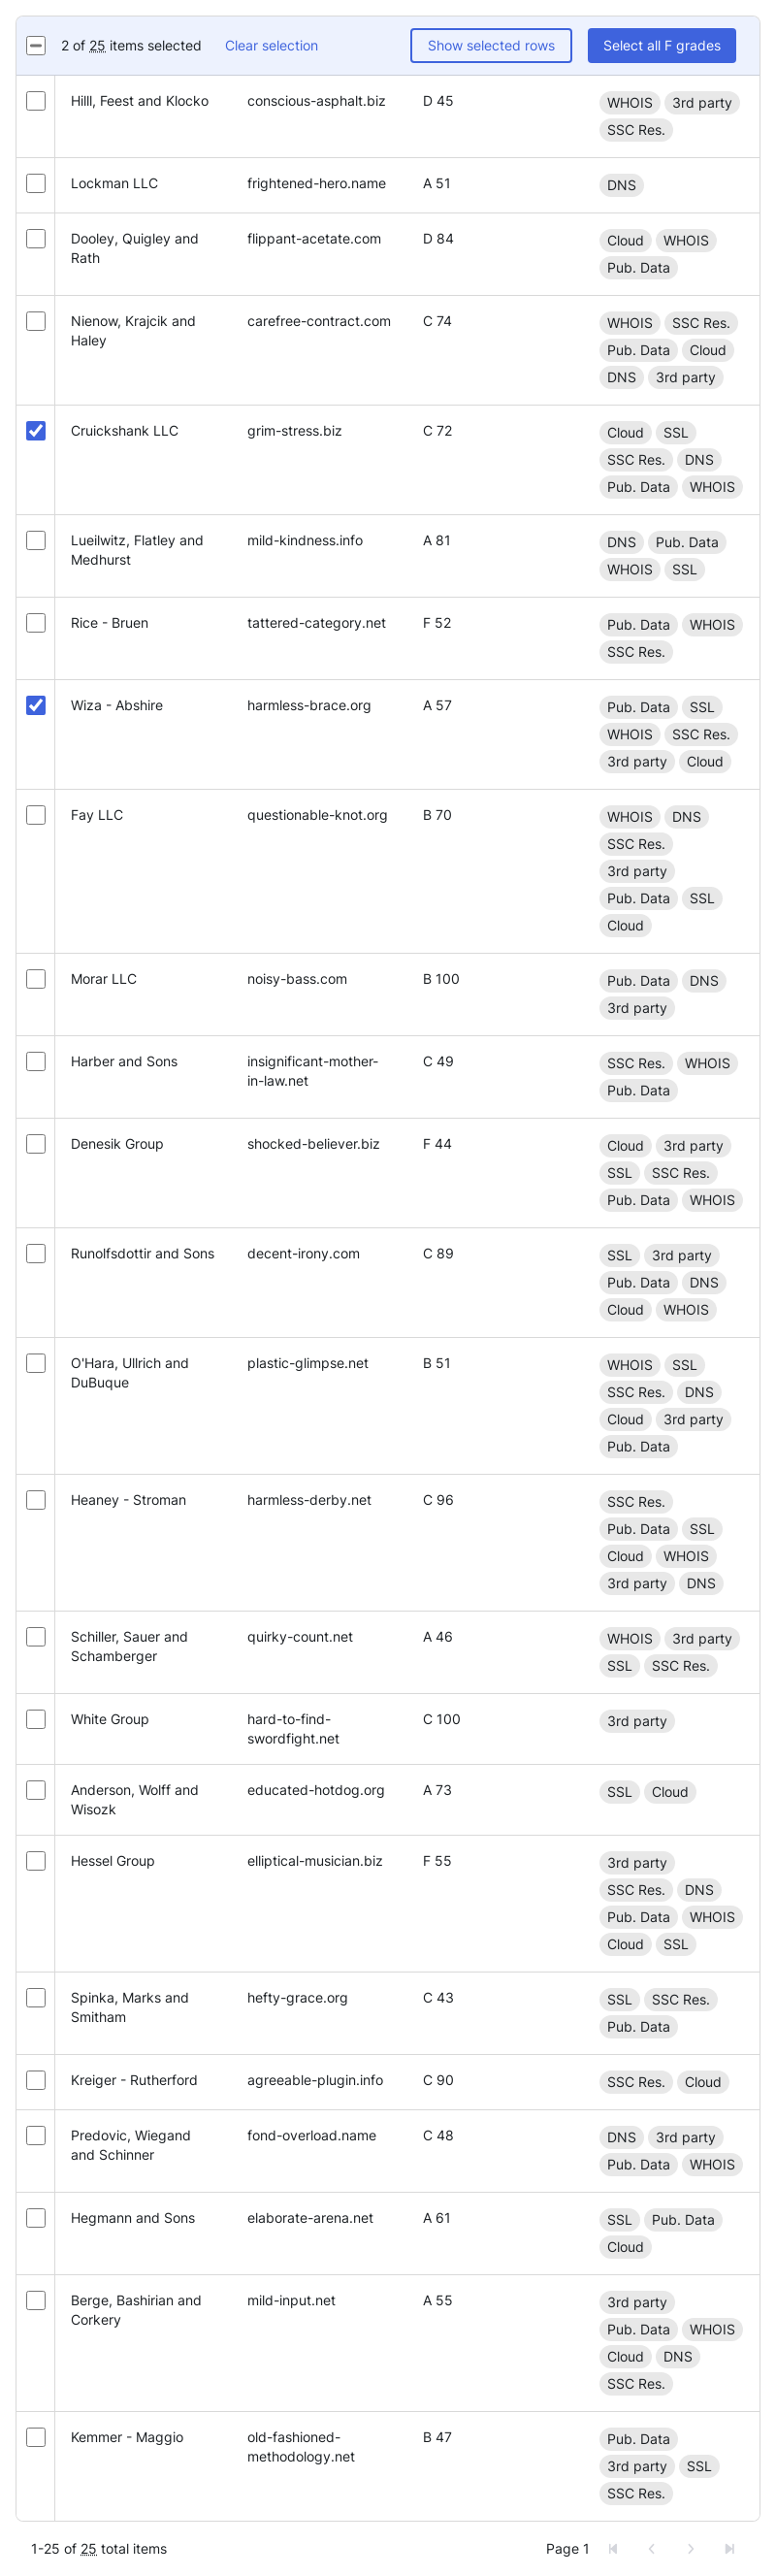 2 of 25 items selected Clear selection Show selected rows Select all F grades
Hilll, Feest and Klocko conscious-asphalt.biz D 45 WHOIS 3rd party
SSC Res.
Lockman LLC frightened-hero.name A 51 DNS
Dooley, Quigley and flippant-acetate.com D 84 Cloud WHOIS
Rath Pub. Data
Nienow, Krajcik and carefree-contract.com C 74 WHOIS SSC Res.
Haley Pub. Data Cloud
DNS 3rd party
Cruickshank LLC grim-stress.biz C 72 Cloud SSL
SSC Res. DNS
Pub. Data WHOIS
Lueilwitz, Flatley and mild-kindness.info A 81 DNS Pub. Data
Medhurst WHOIS SSL
Rice - Bruen tattered-category.net F 52 Pub. Data WHOIS
SSC Res.
Wiza - Abshire harmless-brace.org A 57 Pub. Data SSL
WHOIS SSC Res.
3rd party Cloud
Fay LLC questionable-knot.org B 70 WHOIS DNS
SSC Res.
3rd party
Pub. Data SSL
Cloud
Morar LLC noisy-bass.com B 100 Pub. Data DNS
3rd party
Harber and Sons insignificant-mother- C 49 SSC Res. WHOIS
in-law.net Pub. Data
Denesik Group shocked-believer.biz F 44 Cloud 3rd party
SSL SSC Res.
Pub. Data WHOIS
Runolfsdottir and Sons decent-irony.com C 89 SSL 3rd party
Pub. Data DNS
Cloud WHOIS
O'Hara, Ullrich and plastic-glimpse.net B 51 WHOIS SSL
DuBuque SSC Res. DNS
Cloud 3rd party
Pub. Data
Heaney - Stroman harmless-derby.net C 96 SSC Res.
Pub. Data SSL
Cloud WHOIS
3rd party DNS
Schiller, Sauer and quirky-count.net A 46 WHOIS 3rd party
Schamberger SSL SSC Res.
White Group hard-to-find- C 100 3rd party
swordfight.net
Anderson, Wolff and educated-hotdog.org A 73 SSL Cloud
Wisozk
Hessel Group elliptical-musician.biz F 55 3rd party
SSC Res. DNS
Pub. Data WHOIS
Cloud SSL
Spinka, Marks and hefty-grace.org C 43 SSL SSC Res.
Smitham Pub. Data
Kreiger - Rutherford agreeable-plugin.info C 90 SSC Res. Cloud
Predovic, Wiegand fond-overload.name C 48 DNS 3rd party
and Schinner Pub. Data WHOIS
Hegmann and Sons elaborate-arena.net A 61 SSL Pub. Data
Cloud
Berge, Bashirian and mild-input.net A 55 3rd party
Corkery Pub. Data WHOIS
Cloud DNS
SSC Res.
Kemmer - Maggio old-fashioned- B 47 Pub. Data
methodology.net 3rd party SSL
SSC Res.
1-25 of 25 total items Page 1